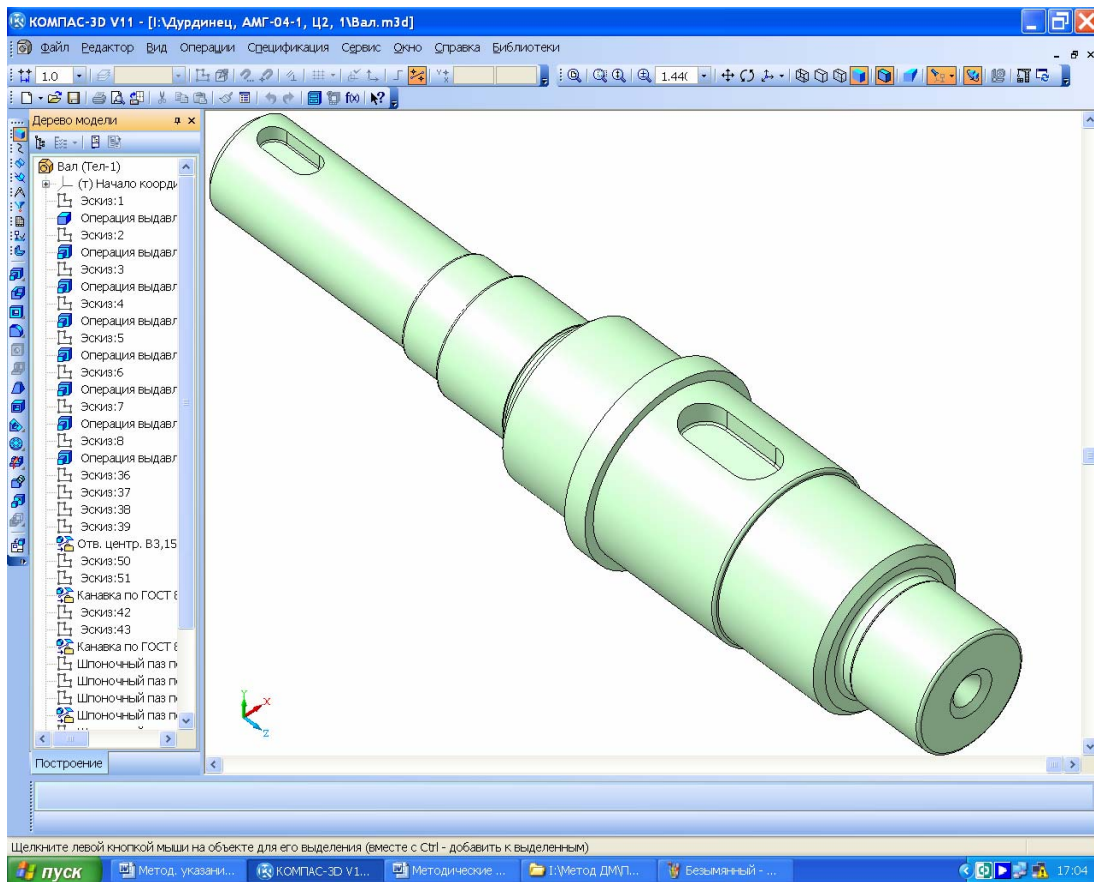 КОМПАС-3D V11 - [I:\Дурдинец, АМГ-04-1, Ц2, 1\Вал.m3d]
Файл Редактор Вид Операции Спецификация Сервис Окно Справка Библиотеки
1.0 1.44(
f(x)
Дерево модели
Вал (Тел-1)
(т) Начало коорди
Эскиз:1
Операция выдавл
Эскиз:2
Операция выдавл
Эскиз:3
Операция выдавл
Эскиз:4
Операция выдавл
Эскиз:5
Операция выдавл
Эскиз:6
Операция выдавл
Эскиз:7
Операция выдавл
Эскиз:8
Операция выдавл
Эскиз:36
Эскиз:37
Эскиз:38
Эскиз:39
Отв. центр. B3,15
Эскиз:50
Эскиз:51
Канавка по ГОСТ 8
Эскиз:42
Эскиз:43
Канавка по ГОСТ 8
Шпоночный паз п
Шпоночный паз п
Шпоночный паз п
Шпоночный паз п
Y
X
Z
Построение
Щелкните левой кнопкой мыши на объекте для его выделения (вместе с Ctrl - добавить к выделенным)
пуск Метод. указани... КОМПАС-3D V1... Методические ... I:\Метод ДМ\П... Безымянный - ... 17:04